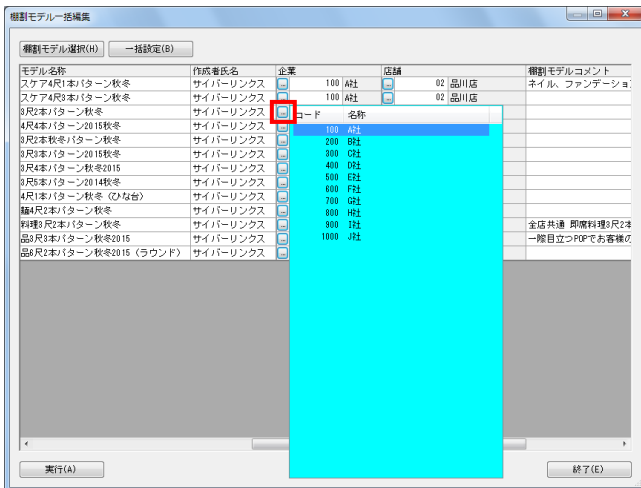 棚割モデル一括編集
棚割モデル選択(H) 一括設定(B)
モデル名称 作成者氏名 企業 店舗 棚割モデルコメント
スケア4尺1本パターン秋冬 サイバーリンクス ... 100 A社 ... 02 品川店 ネイル、ファンデーショ
スケア4尺3本パターン秋冬 サイバーリンクス ... 100 A社 ... 02 品川店
3尺2本パターン秋冬 サイバーリンクス ...
4尺4本パターン2015秋冬 サイバーリンクス ...
3尺2本秋冬パターン秋冬 サイバーリンクス ...
3尺3本パターン2015秋冬 サイバーリンクス ...
3尺4本パターン秋冬2015 サイバーリンクス ...
3尺5本パターン2014秋冬 サイバーリンクス ...
4尺1本パターン秋冬（ひな台） サイバーリンクス ...
麺4尺2本パターン秋冬 サイバーリンクス ...
料理3尺2本パターン秋冬 サイバーリンクス ... 全店共通 即席料理3尺2本
品3尺3本パターン秋冬2015 サイバーリンクス ... 一際目立つPOPでお客様の
品6尺2本パターン秋冬2015（ラウンド） サイバーリンクス ...
コード 名称
100 A社
200 B社
300 C社
400 D社
500 E社
600 F社
700 G社
800 H社
900 I社
1000 J社
実行(A) 終了(E)